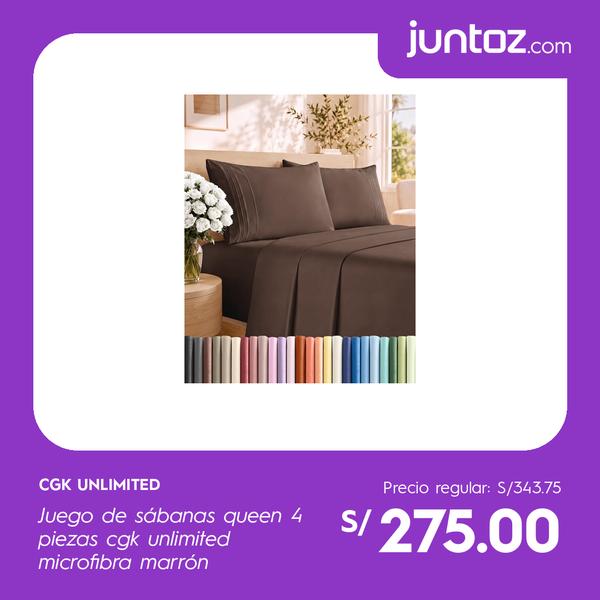 juntoz.com
CGK UNLIMITED
Juego de sábanas queen 4
piezas cgk unlimited
microfibra marrón
Precio regular: S/343.75
S/ 275.00